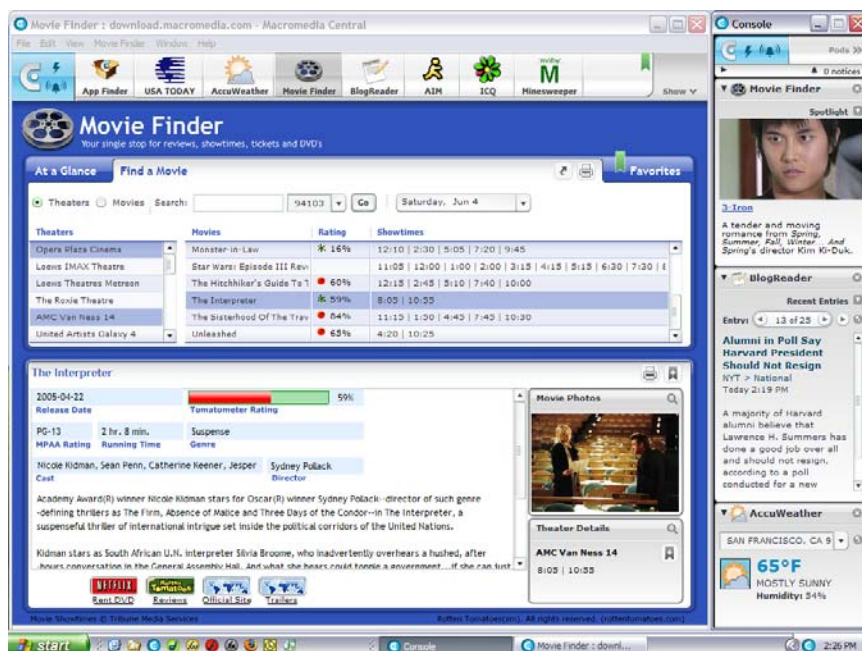 Movie Finder : download.macromedia.com - Macromedia Central
File Edit View Movie Finder Window Help
App Finder USA TODAY AccuWeather Movie Finder BlogReader AIM ICQ Minesweeper Show
Movie Finder
Your single stop for reviews, showtimes, tickets and DVD's
At a Glance Find a Movie Favorites
Theaters Movies Search: 94103 Go Saturday, Jun 4
Theaters Movies Rating Showtimes
Opera Plaza Cinema Monster-in-Law 16% 12:10 | 2:30 | 5:05 | 7:20 | 9:45
Loews IMAX Theatre Star Wars: Episode III Rev 11:05 | 12:00 | 1:00 | 2:00 | 3:15 | 4:15 | 5:15 | 6:30 | 7:30 |
Loews Theatres Metreon The Hitchhiker's Guide To T 60% 12:15 | 2:45 | 5:10 | 7:40 | 10:00
The Roxie Theatre The Interpreter 59% 8:05 | 10:55
AMC Van Ness 14 The Sisterhood Of The Trav 84% 11:15 | 1:50 | 4:45 | 7:45 | 10:30
United Artists Galaxy 4 Unleashed 65% 4:20 | 10:25
The Interpreter
2005-04-22 59%
Release Date Tomatometer Rating
PG-13 2 hr. 8 min. Suspense
MPAA Rating Running Time Genre
Nicole Kidman, Sean Penn, Catherine Keener, Jesper Sydney Pollack
Cast Director
Academy Award(R) winner Nicole Kidman stars for Oscar(R) winner Sydney Pollack--director of such genre
-defining thrillers as The Firm, Absence of Malice and Three Days of the Condor--in The Interpreter, a
suspenseful thriller of international intrigue set inside the political corridors of the United Nations.
Kidman stars as South African U.N. interpreter Silvia Broome, who inadvertently overhears a hushed, after
-hours conversation in the General Assembly Hall. And what she hears could topple a government... if she can just
Movie Photos
Theater Details
AMC Van Ness 14
8:05 | 10:55
NETFLIX Rotten Tomatoes
Rent DVD Reviews Official Site Trailers
Movie Showtimes © Tribune Media Services Rotten Tomatoes(tm). All rights reserved. (rottentomatoes.com)
Console
Pods
0 notices
Movie Finder
Spotlight
3-Iron
A tender and moving
romance from Spring,
Summer, Fall, Winter... And
Spring's director Kim Ki-Duk.
BlogReader
Recent Entries
Entry: 13 of 25
Alumni in Poll Say
Harvard President
Should Not Resign
NYT > National
Today 2:19 PM
A majority of Harvard
alumni believe that
Lawrence H. Summers has
done a good job over all
and should not resign,
according to a poll
conducted for a new
AccuWeather
SAN FRANCISCO, CA 9
65°F
MOSTLY SUNNY
Humidity: 54%
start Console Movie Finder : downl... 2:26 PM